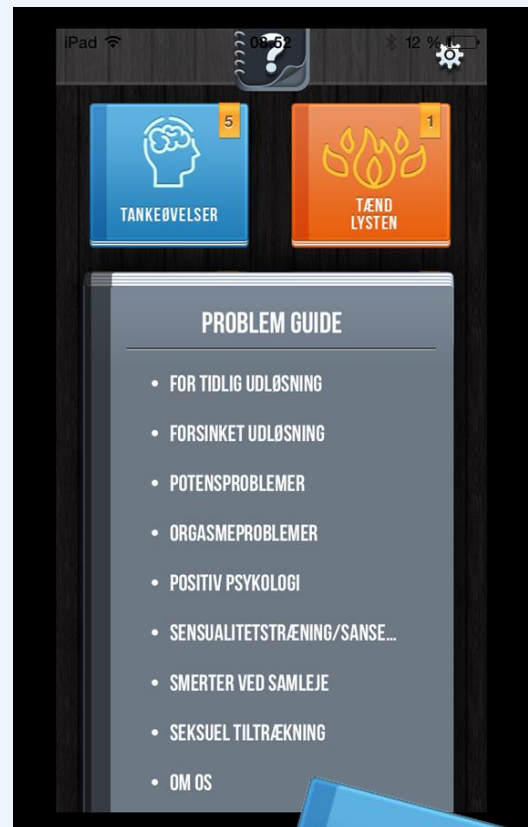 iPad 08:52 12 %
?
5
1
TANKEØVELSER
TÆND
LYSTEN
PROBLEM GUIDE
• FOR TIDLIG UDLØSNING
• FORSINKET UDLØSNING
• POTENSPROBLEMER
• ORGASMEPROBLEMER
• POSITIV PSYKOLOGI
• SENSUALITETSTRÆNING/SANSE...
• SMERTER VED SAMLEJE
• SEKSUEL TILTRÆKNING
• OM OS